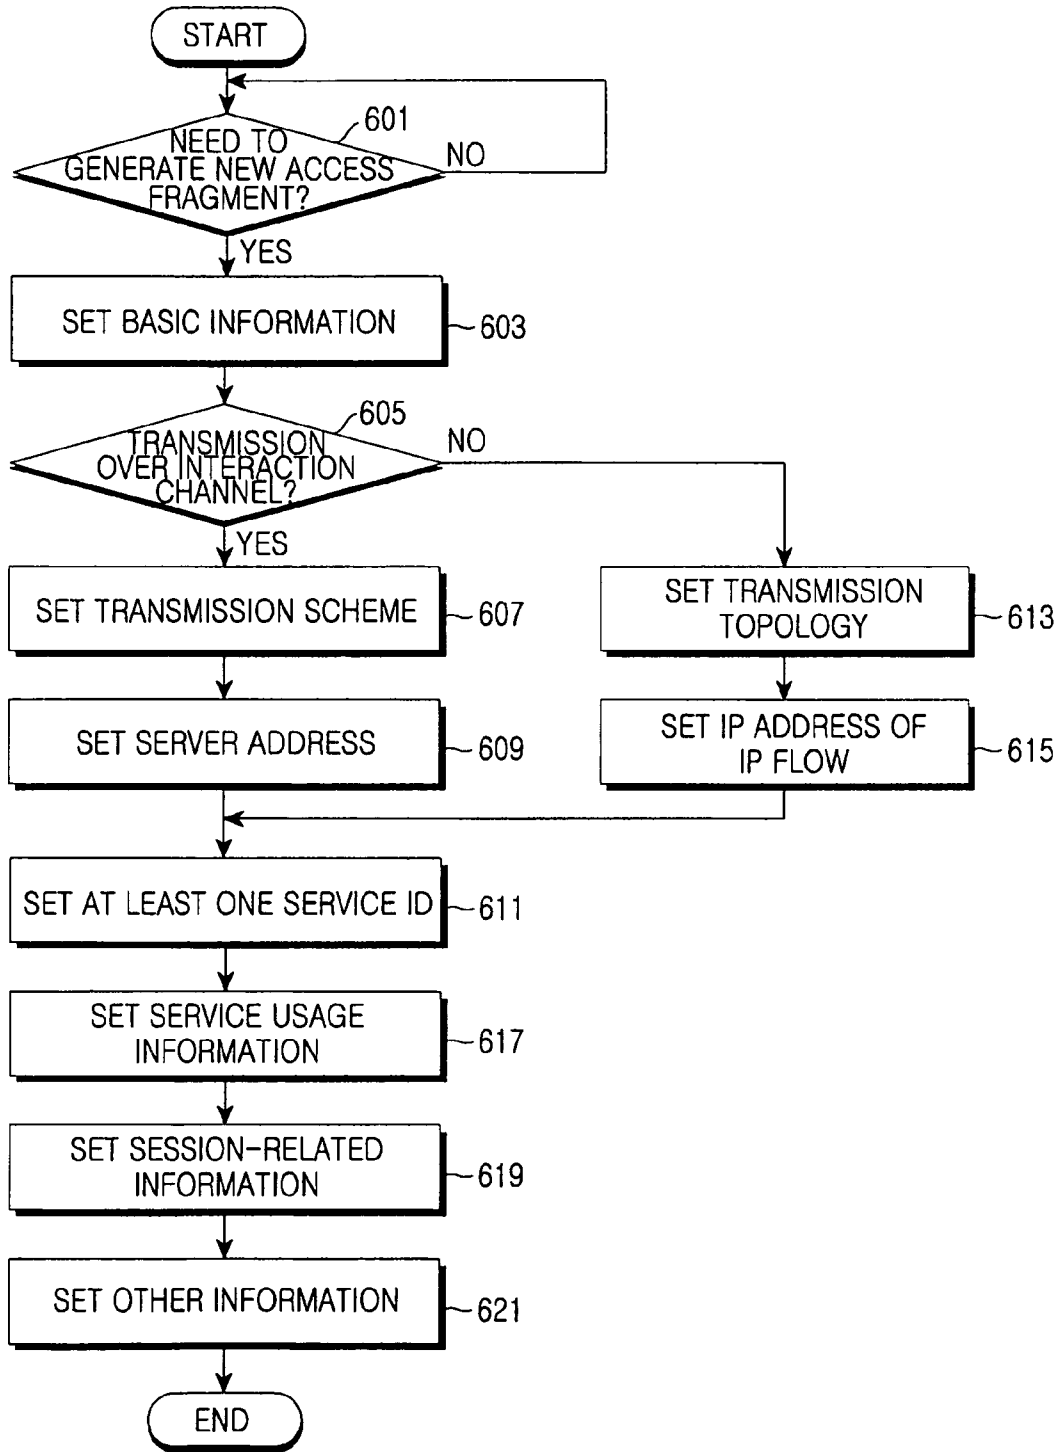 START
601
NEED TO
GENERATE NEW ACCESS
FRAGMENT?
NO
YES
SET BASIC INFORMATION
603
605
TRANSMISSION
OVER INTERACTION
CHANNEL?
NO
YES
SET TRANSMISSION SCHEME
607
SET TRANSMISSION
TOPOLOGY
613
SET SERVER ADDRESS
609
SET IP ADDRESS OF
IP FLOW
615
SET AT LEAST ONE SERVICE ID
611
SET SERVICE USAGE
INFORMATION
617
SET SESSION-RELATED
INFORMATION
619
SET OTHER INFORMATION
621
END